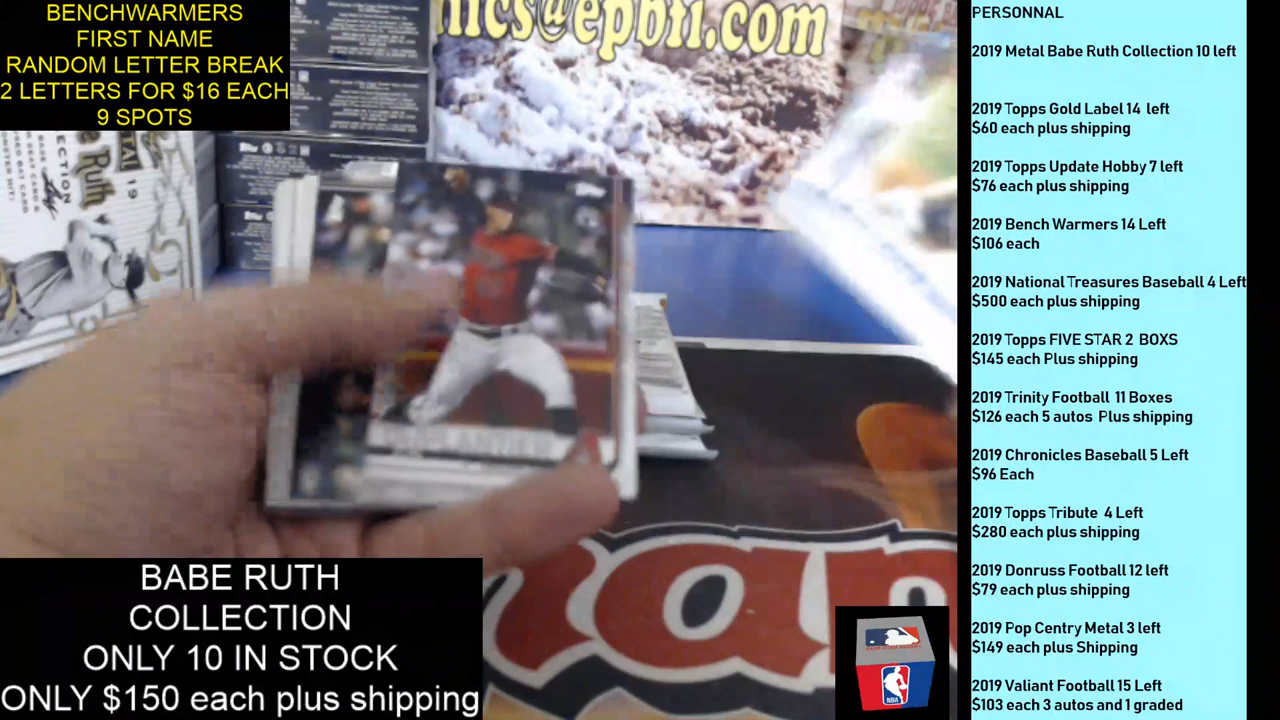 BENCHWARMERS
FIRST NAME
RANDOM LETTER BREAK
2 LETTERS FOR $16 EACH
9 SPOTS
nics@epbti.com
BABE RUTH
COLLECTION
ONLY 10 IN STOCK
ONLY $150 each plus shipping
PERSONNAL
2019 Metal Babe Ruth Collection 10 left
2019 Topps Gold Label 14 left
$60 each plus shipping
2019 Topps Update Hobby 7 left
$76 each plus shipping
2019 Bench Warmers 14 Left
$106 each
2019 National Treasures Baseball 4 Left
$500 each plus shipping
2019 Topps FIVE STAR 2 BOXS
$145 each Plus shipping
2019 Trinity Football 11 Boxes
$126 each 5 autos Plus shipping
2019 Chronicles Baseball 5 Left
$96 Each
2019 Topps Tribute 4 Left
$280 each plus shipping
2019 Donruss Football 12 left
$79 each plus shipping
2019 Pop Centry Metal 3 left
$149 each plus Shipping
2019 Valiant Football 15 Left
$103 each 3 autos and 1 graded